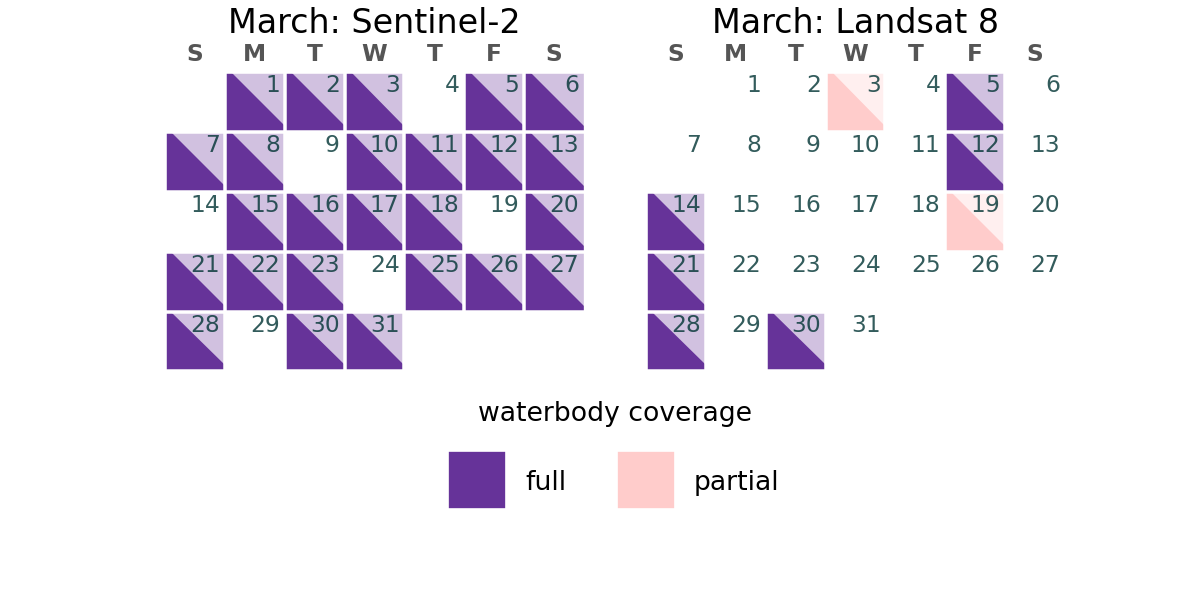 March: Sentinel-2
S M T W T F S
1 2 3 4 5 6
7 8 9 10 11 12 13
14 15 16 17 18 19 20
21 22 23 24 25 26 27
28 29 30 31
March: Landsat 8
S M T W T F S
1 2 3 4 5 6
7 8 9 10 11 12 13
14 15 16 17 18 19 20
21 22 23 24 25 26 27
28 29 30 31
waterbody coverage
full partial